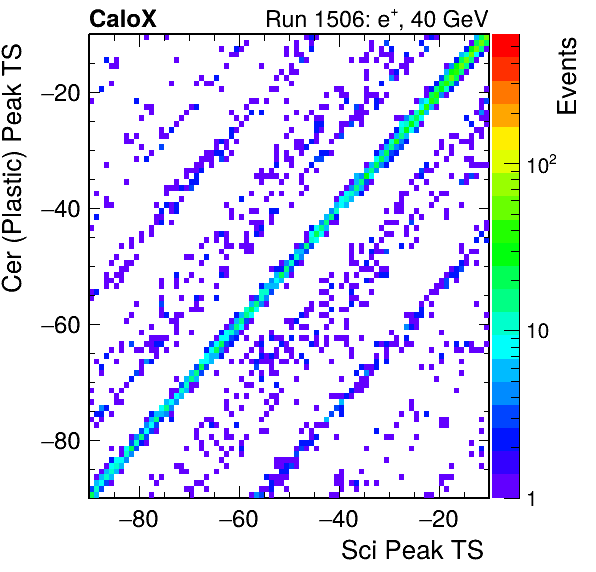 CaloX Run 1506: e⁺, 40 GeV
Cer (Plastic) Peak TS
−20
−40
−60
−80
−80 −60 −40 −20
Sci Peak TS
Events
10²
10
1